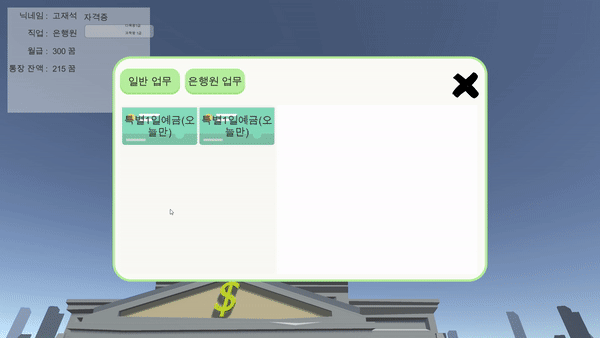 닉네임 : 고재석 자격증
직업 : 은행원
월급 : 300 꿈
통장 잔액 : 215 꿈
일반 업무
은행원 업무
특별1일예금(오
늘만)
특별1일예금(오
늘만)
$